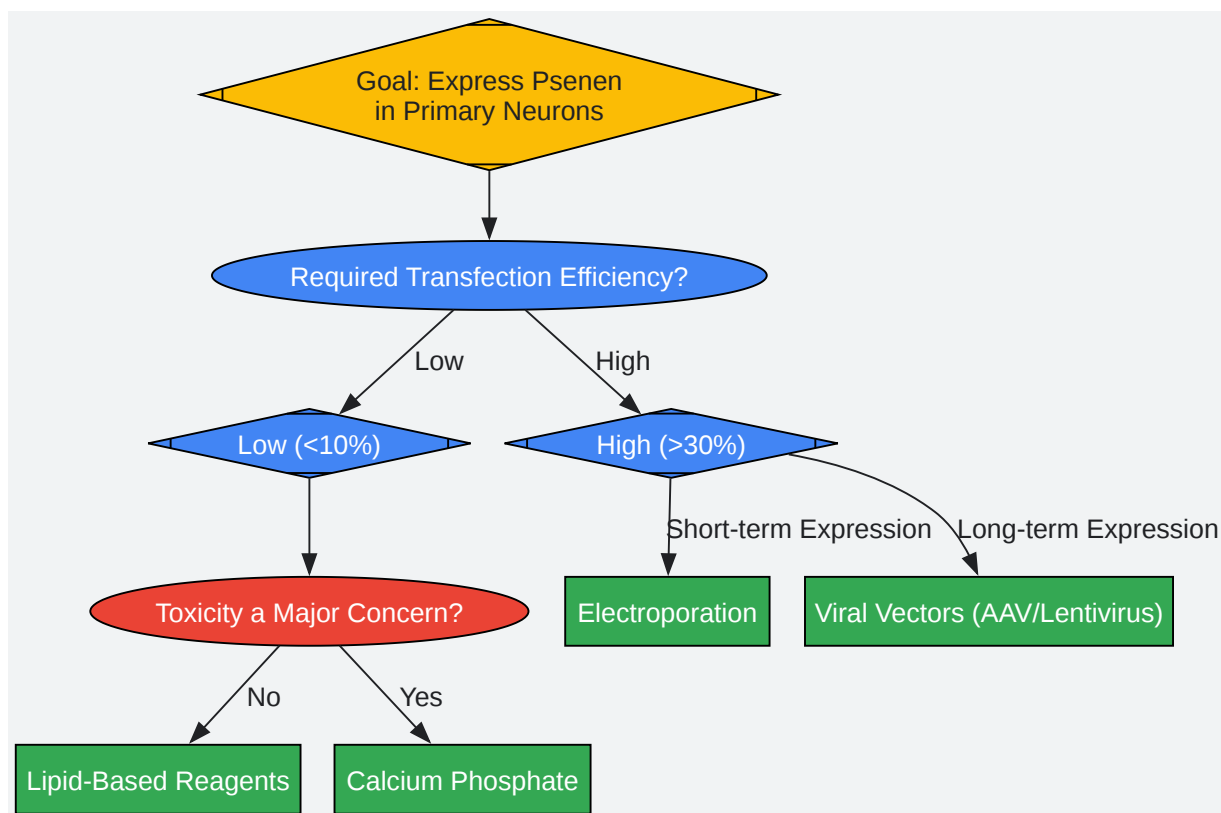 Goal: Express Psenen
in Primary Neurons
Required Transfection Efficiency?
Low
High
Low (<10%)
High (>30%)
Short-term Expression
Long-term Expression
Toxicity a Major Concern?
Electroporation
Viral Vectors (AAV/Lentivirus)
No
Yes
Lipid-Based Reagents
Calcium Phosphate